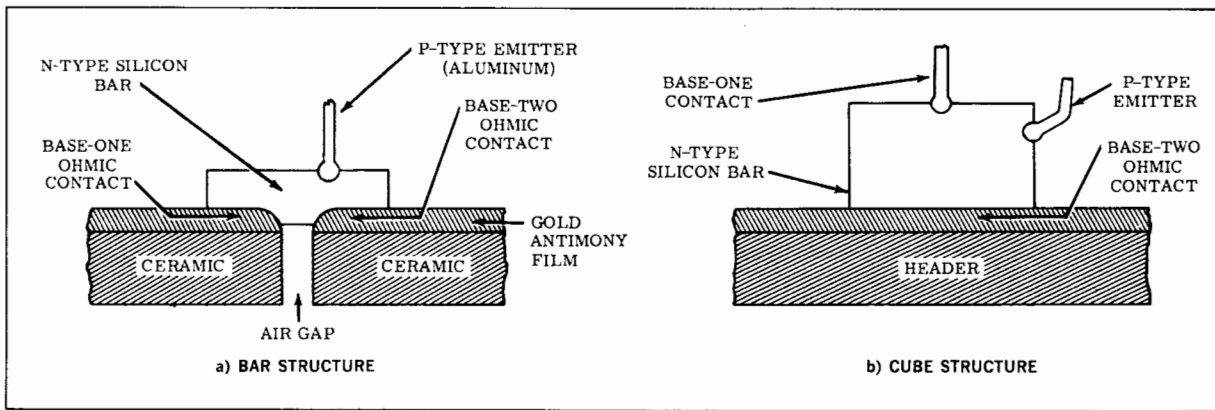 N-TYPE SILICON
BAR
P-TYPE EMITTER
(ALUMINUM)
BASE-ONE
OHMIC
CONTACT
BASE-TWO
OHMIC
CONTACT
GOLD
ANTIMONY
FILM
CERAMIC
CERAMIC
AIR GAP
a) BAR STRUCTURE
BASE-ONE
CONTACT
P-TYPE
EMITTER
N-TYPE
SILICON BAR
BASE-TWO
OHMIC
CONTACT
HEADER
b) CUBE STRUCTURE